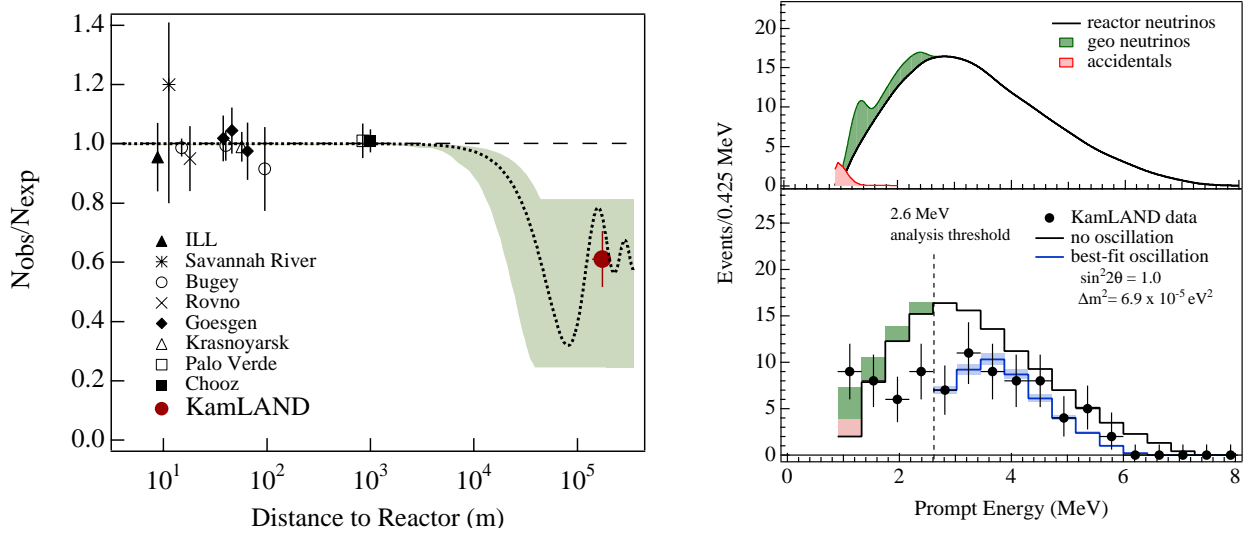 1.4
1.2
1.0
0.8
0.6
0.4
0.2
0.0
Nobs/Nexp
ILL
Savannah River
Bugey
Rovno
Goesgen
Krasnoyarsk
Palo Verde
Chooz
KamLAND
10¹ 10² 10³ 10⁴ 10⁵
Distance to Reactor (m)
reactor neutrinos
geo neutrinos
accidentals
20
15
10
5
0
Events/0.425 MeV
2.6 MeV
analysis threshold
KamLAND data
no oscillation
best-fit oscillation
sin²2θ = 1.0
Δm² = 6.9 x 10⁻⁵ eV²
25
20
15
10
5
0
0 2 4 6 8
Prompt Energy (MeV)